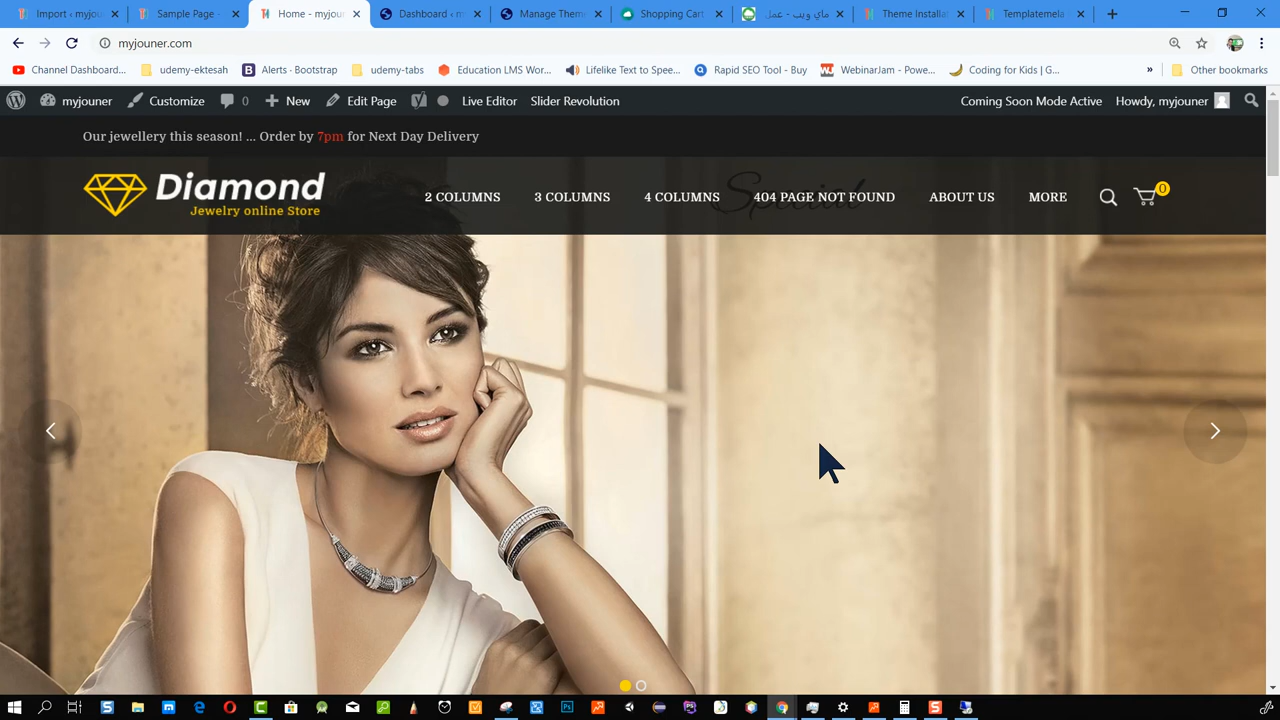 Import ‹ myjou
Sample Page -
Home - myjour
Dashboard ‹ m
Manage Them
Shopping Cart
ماي ويب - عمل
Theme Installat
Templatemela
myjouner.com
Channel Dashboard...
udemy-ektesah
Alerts · Bootstrap
udemy-tabs
Education LMS Wor...
Lifelike Text to Spee...
Rapid SEO Tool - Buy
WebinarJam - Powe...
Coding for Kids | G...
»
Other bookmarks
myjouner
Customize
0
New
Edit Page
Live Editor
Slider Revolution
Coming Soon Mode Active
Howdy, myjouner
Our jewellery this season! ... Order by 7pm for Next Day Delivery
Diamond
Jewelry online Store
2 COLUMNS
3 COLUMNS
4 COLUMNS
404 PAGE NOT FOUND
ABOUT US
MORE
0
Special